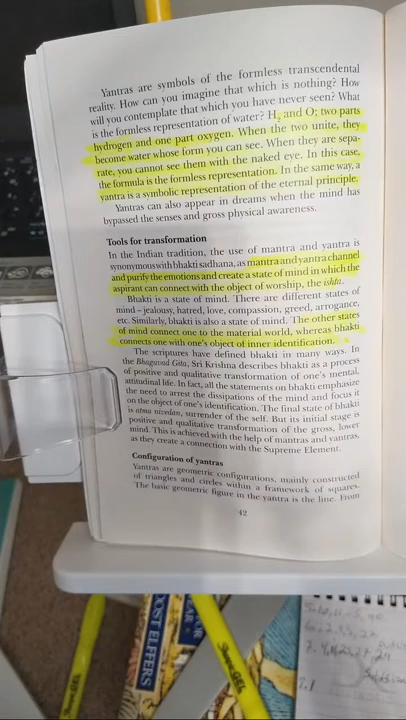 Yantras are symbols of the formless transcendental
reality. How can you imagine that which is nothing? How
will you contemplate that which you have never seen? What
is the formless representation of water? H₂ and O; two parts
hydrogen and one part oxygen. When the two unite, they
become water whose form you can see. When they are sepa-
rate, you cannot see them with the naked eye. In this case,
the formula is the formless representation. In the same way, a
yantra is a symbolic representation of the eternal principle.
Yantras can also appear in dreams when the mind has
bypassed the senses and gross physical awareness.
Tools for transformation
In the Indian tradition, the use of mantra and yantra is
synonymous with bhakti sadhana, as mantra and yantra channel
and purify the emotions and create a state of mind in which the
aspirant can connect with the object of worship, the ishta.
Bhakti is a state of mind. There are different states of
mind – jealousy, hatred, love, compassion, greed, arrogance,
etc. Similarly, bhakti is also a state of mind. The other states
of mind connect one to the material world, whereas bhakti
connects one with one's object of inner identification.
The scriptures have defined bhakti in many ways. In
the Bhagavad Gita, Sri Krishna describes bhakti as a process
of positive and qualitative transformation of one's mental,
attitudinal life. In fact, all the statements on bhakti emphasize
the need to arrest the dissipations of the mind and focus it
on the object of one's identification. The final state of bhakti
is atma nivedan, surrender of the self. But its initial stage is
positive and qualitative transformation of the gross, lower
mind. This is achieved with the help of mantras and yantras,
as they create a connection with the Supreme Element.
Configuration of yantras
Yantras are geometric configurations, mainly constructed
of triangles and circles within a framework of squares.
The basic geometric figure in the yantra is the line. From
42
OST ELFFERS
Share GEL